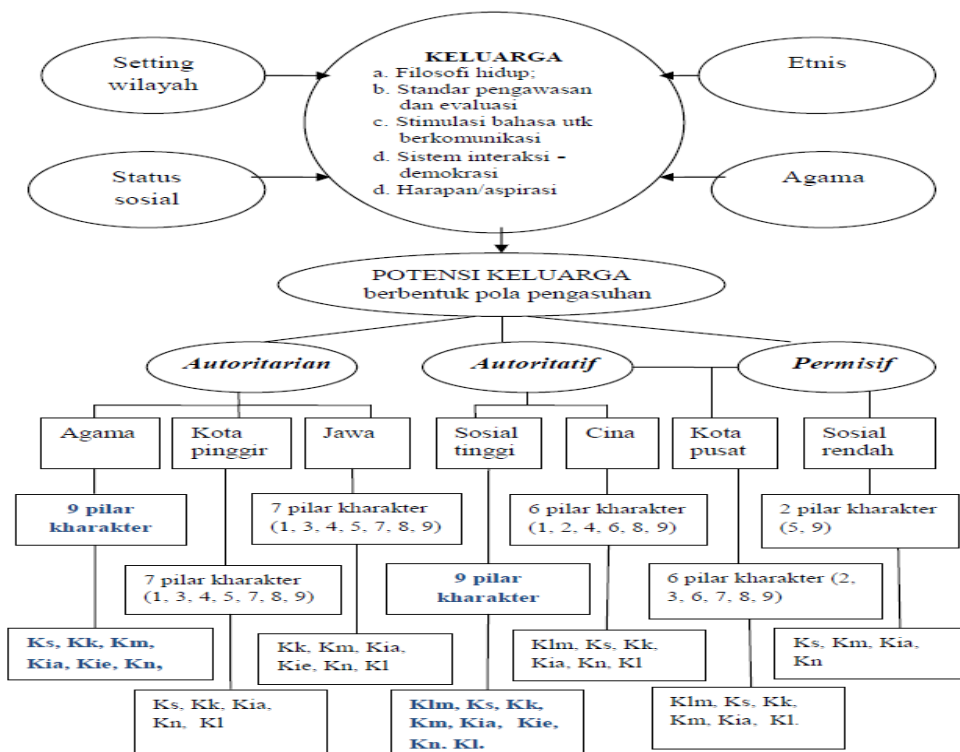 KELUARGA
a. Filosofi hidup;
b. Standar pengawasan
dan evaluasi
c. Stimulasi bahasa utk
berkomunikasi
d. Sistem interaksi –
demokrasi
d. Harapan/aspirasi
Setting
wilayah
Etnis
Status
sosial
Agama
POTENSI KELUARGA
berbentuk pola pengasuhan
Autoritarian
Autoritatif
Permisif
Agama
Kota
pinggir
Jawa
Sosial
tinggi
Cina
Kota
pusat
Sosial
rendah
9 pilar
kharakter
7 pilar kharakter
(1, 3, 4, 5, 7, 8, 9)
6 pilar kharakter
(1, 2, 4, 6, 8, 9)
2 pilar kharakter
(5, 9)
7 pilar kharakter
(1, 3, 4, 5, 7, 8, 9)
9 pilar
kharakter
6 pilar kharakter (2,
3, 6, 7, 8, 9)
Ks, Kk, Km,
Kia, Kie, Kn,
Kk, Km, Kia,
Kie, Kn, Kl
Klm, Ks, Kk,
Kia, Kn, Kl
Ks, Km, Kia,
Kn
Ks, Kk, Kia,
Kn, Kl
Klm, Ks, Kk,
Km, Kia, Kie,
Kn, Kl.
Klm, Ks, Kk,
Km, Kia, Kl.